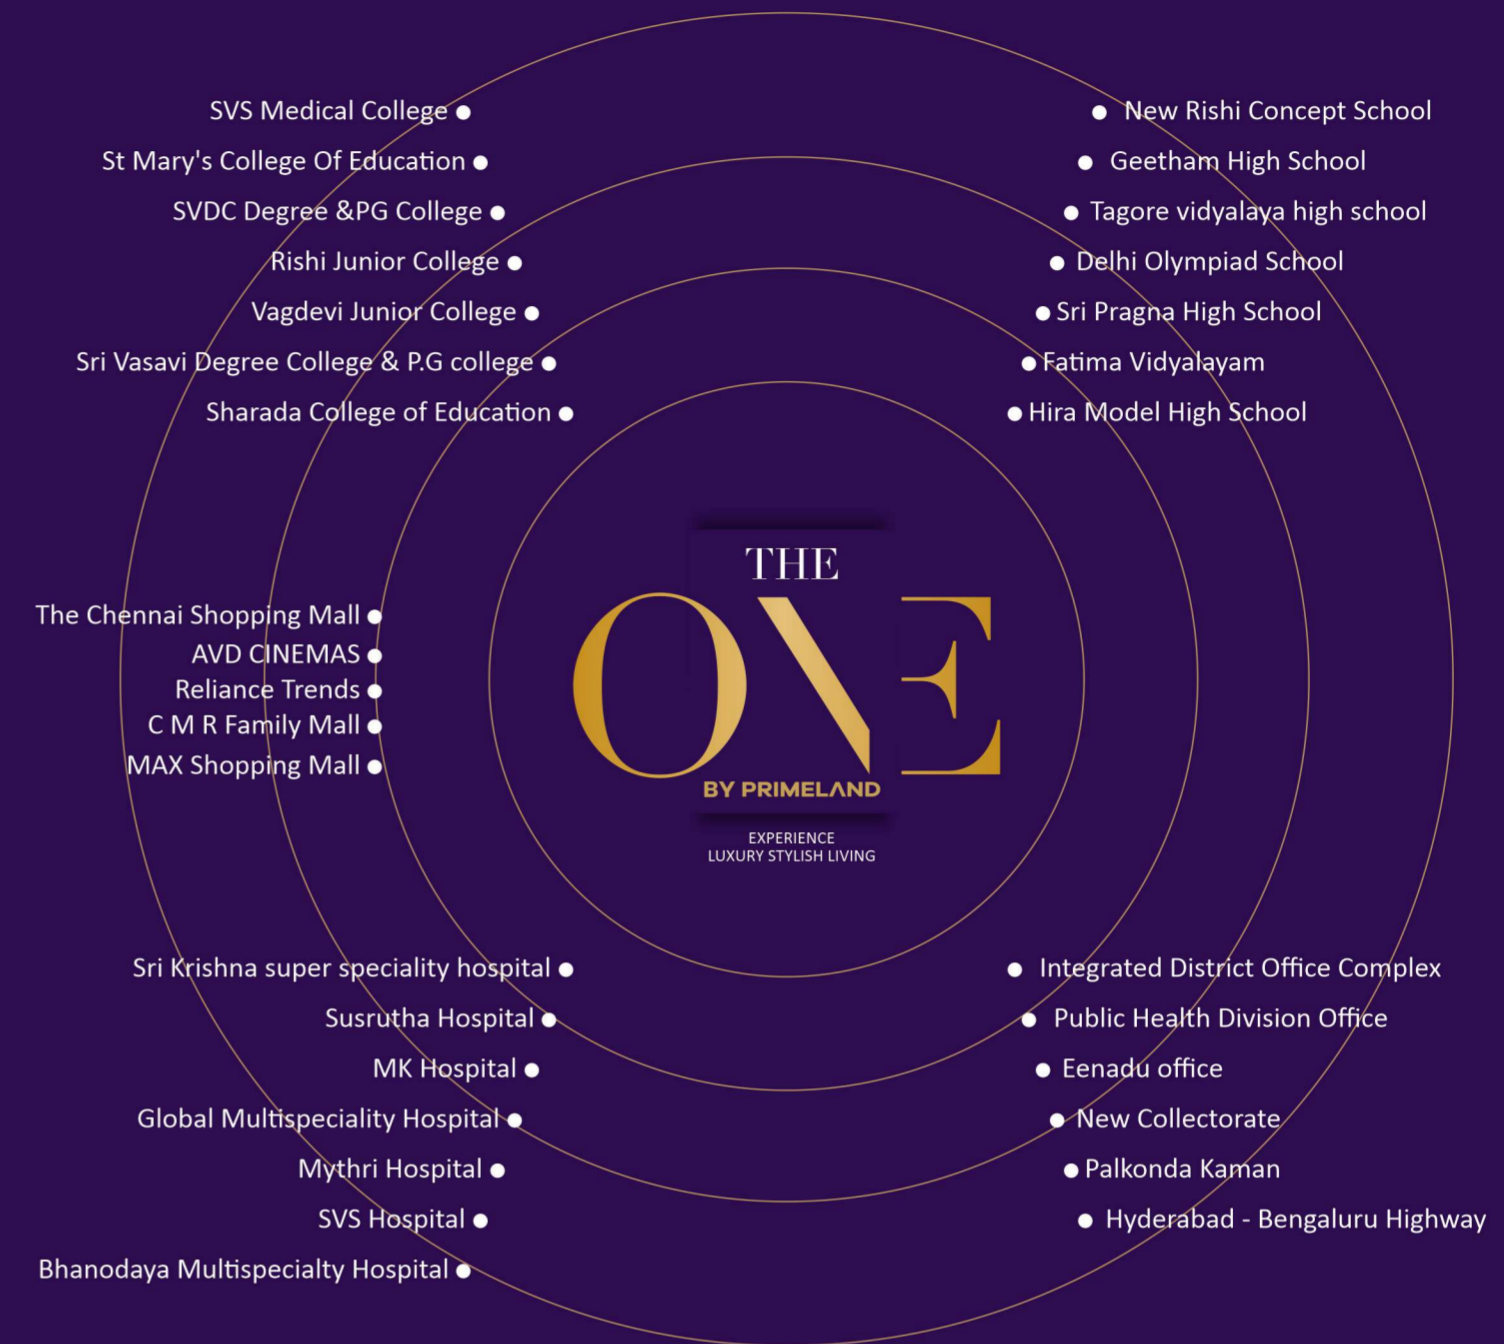 SVS Medical College
St Mary's College Of Education
SVDC Degree &PG College
Rishi Junior College
Vagdevi Junior College
Sri Vasavi Degree College & P.G college
Sharada College of Education
New Rishi Concept School
Geetham High School
Tagore vidyalaya high school
Delhi Olympiad School
Sri Pragna High School
Fatima Vidyalayam
Hira Model High School
The Chennai Shopping Mall
AVD CINEMAS
Reliance Trends
C M R Family Mall
MAX Shopping Mall
THE
ONE
BY PRIMELAND
EXPERIENCE
LUXURY STYLISH LIVING
Sri Krishna super speciality hospital
Susrutha Hospital
MK Hospital
Global Multispeciality Hospital
Mythri Hospital
SVS Hospital
Bhanodaya Multispecialty Hospital
Integrated District Office Complex
Public Health Division Office
Eenadu office
New Collectorate
Palkonda Kaman
Hyderabad - Bengaluru Highway